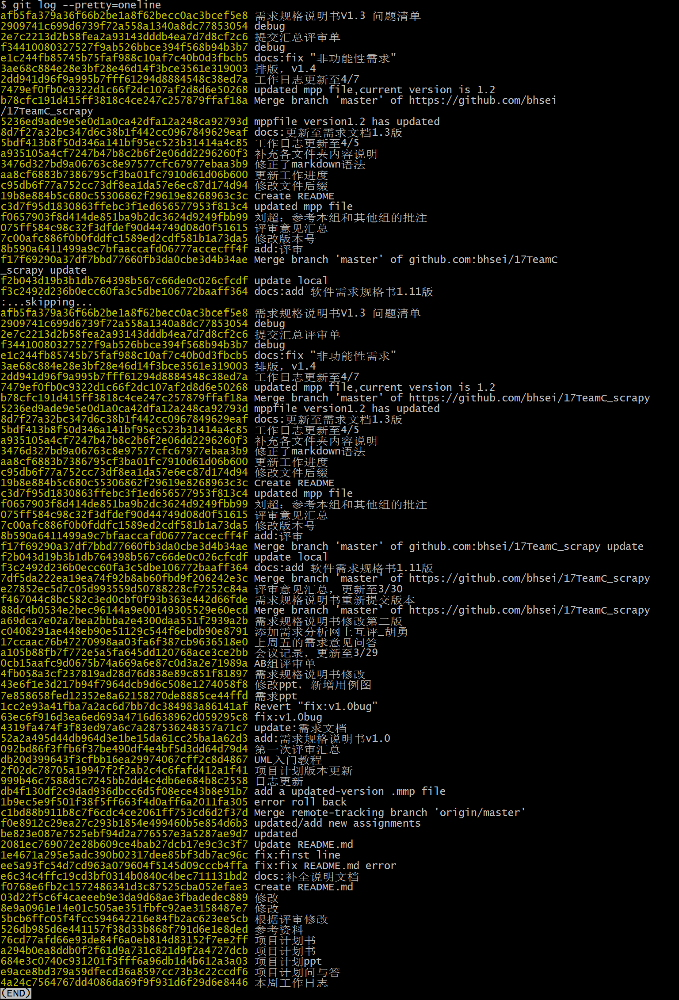 $ git log --pretty=oneline
afb5fa379a36f66b2be1a8f62becc0ac3bcef5e8 需求规格说明书V1.3 问题清单
2909741c699d6739f72a558a1340a8dc77853054 debug
2e7c2213d2b58fea2a93143dddb4ea7d7d8cf2c6 提交汇总评审单
f34410080327527f9ab526bbce394f568b94b3b7 debug
e1c244fb85745b75faf988c10af7c40b0d3fbcb5 docs:fix "非功能性需求"
3ae68c884e28e3bf28e46d14f3bce3561e319003 排版，v1.4
2dd941d96f9a995b7fff61294d8884548c38ed7a 工作日志更新至4/7
7479ef0fb0c9322d1c66f2dc107af2d8d6e50268 updated mpp file,current version is 1.2
b78cfc191d415ff3818c4ce247c257879ffaf18a Merge branch 'master' of https://github.com/bhsei
/17TeamC_scrapy
5236ed9ade9e5e0d1a0ca42dfa12a248ca92793d mppfile version1.2 has updated
8d7f27a32bc347d6c38b1f442cc0967849629eaf docs:更新至需求文档1.3版
5bdf413b8f50d346a141bf95ec523b31414a4c85 工作日志更新至4/5
a935105a4cf7247b47b8c2b6f2e06dd2296260f3 补充各文件夹内容说明
3476d327bd9a06763c8e97577cfc67977ebaa3b9 修正了markdown语法
aa8cf6883b7386795cf3ba01fc7910d61d06b600 更新工作进度
c95db6f77a752cc73df8ea1da57e6ec87d174d94 修改文件后缀
19b8e884b5c680c55306862f29619e8268963c3c Create README
c3d7f95d1830863ffebc3f1ed656577953f813c4 updated mpp file
f0657903f8d414de851ba9b2dc3624d9249fbb99 刘超：参考本组和其他组的批注
075ff584c98c32f3dfdef90d44749d08d0f51615 评审意见汇总
7c00afc886f0b0fddfc1589ed2cdf581b1a73da5 修改版本号
8b590a6411499a9c7bfaaccafd06777accecff4f add:评审
f17f69290a37df7bbd77660fb3da0cbe3d4b34ae Merge branch 'master' of github.com:bhsei/17TeamC
_scrapy update
f2b043d19b3b1db764398b567c66de0c026cfcdf update local
f3c2492d236b0ecc60fa3c5dbe106772baaff364 docs:add 软件需求规格书1.11版
:...skipping...
afb5fa379a36f66b2be1a8f62becc0ac3bcef5e8 需求规格说明书V1.3 问题清单
2909741c699d6739f72a558a1340a8dc77853054 debug
2e7c2213d2b58fea2a93143dddb4ea7d7d8cf2c6 提交汇总评审单
f34410080327527f9ab526bbce394f568b94b3b7 debug
e1c244fb85745b75faf988c10af7c40b0d3fbcb5 docs:fix "非功能性需求"
3ae68c884e28e3bf28e46d14f3bce3561e319003 排版，v1.4
2dd941d96f9a995b7fff61294d8884548c38ed7a 工作日志更新至4/7
7479ef0fb0c9322d1c66f2dc107af2d8d6e50268 updated mpp file,current version is 1.2
b78cfc191d415ff3818c4ce247c257879ffaf18a Merge branch 'master' of https://github.com/bhsei/17TeamC_scrapy
5236ed9ade9e5e0d1a0ca42dfa12a248ca92793d mppfile version1.2 has updated
8d7f27a32bc347d6c38b1f442cc0967849629eaf docs:更新至需求文档1.3版
5bdf413b8f50d346a141bf95ec523b31414a4c85 工作日志更新至4/5
a935105a4cf7247b47b8c2b6f2e06dd2296260f3 补充各文件夹内容说明
3476d327bd9a06763c8e97577cfc67977ebaa3b9 修正了markdown语法
aa8cf6883b7386795cf3ba01fc7910d61d06b600 更新工作进度
c95db6f77a752cc73df8ea1da57e6ec87d174d94 修改文件后缀
19b8e884b5c680c55306862f29619e8268963c3c Create README
c3d7f95d1830863ffebc3f1ed656577953f813c4 updated mpp file
f0657903f8d414de851ba9b2dc3624d9249fbb99 刘超：参考本组和其他组的批注
075ff584c98c32f3dfdef90d44749d08d0f51615 评审意见汇总
7c00afc886f0b0fddfc1589ed2cdf581b1a73da5 修改版本号
8b590a6411499a9c7bfaaccafd06777accecff4f add:评审
f17f69290a37df7bbd77660fb3da0cbe3d4b34ae Merge branch 'master' of github.com:bhsei/17TeamC_scrapy update
f2b043d19b3b1db764398b567c66de0c026cfcdf update local
f3c2492d236b0ecc60fa3c5dbe106772baaff364 docs:add 软件需求规格书1.11版
7df5da222ea19ea74f92b8ab60fbd9f206242e3c Merge branch 'master' of https://github.com/bhsei/17TeamC_scrapy
e27852ec5d7c05d993559d50788228cf7252c84a 评审意见汇总，更新至3/30
f467044c8bc582c3ed0cbf0f93b363e442d66fde 需求规格说明书重新提交版本
88dc4b0534e2bec96144a9e00149305529e60ecd Merge branch 'master' of https://github.com/bhsei/17TeamC_scrapy
a69dca7e02a7bea2bbba2e4300daa551f2939a2b 需求规格说明书修改第二版
c0408291ae448eb90e51129c544f6ebdb90e8791 添加需求分析网上互评_胡勇
17ccaac76b47270998aa03fa6f387cb9636518e0 上周五的需求意见问答
a105b88fb7f772e5a5fa645dd120768ace3ce2bb 会议记录，更新至3/29
0cb15aafc9d0675b74a669a6e87c0d3a2e71989a AB组评审单
4fb058a3cf237819ad28d76d838e89c851f81897 需求规格说明书修改
43e6f1e3d217b94f7964dcb9d6c508e1274058f8 修改ppt，新增用例图
7e858658fed12352e8a62158270de8885ce44ffd 需求ppt
1cc2e93a41fba7a2ac6d7bb7dc384983a86141af Revert "fix:v1.0bug"
63ec6f916d3ea6ed693a4716d638962d059295c8 fix:v1.0bug
4319fa474f3f83ed97a6c7a287536248357a71c7 update:需求文档
52a2a495d44db964d3e1be15da61cc25ba1a62d3 add:需求规格说明书v1.0
092bd86f3ffb6f37be490df4e4bf5d3dd64d79d4 第一次评审汇总
db20d399643f3cfbb16ea29974067cff2c8d4867 UML入门教程
2f02dc78705a19947f2f2ab2c4c6fafd412a1f41 项目计划版本更新
999b46c7588d5c7245bb2dd4c4db6e684b8c2558 日志更新
db4f130df2c9dad936dbcc6d5f08ece43b8e91b7 add a updated-version .mmp file
1b9ec5e9f501f38f5ff663f4d0aff6a2011fa305 error roll back
c1bd88b911b8c7f6cdc4ce2061ff753cd6d2f37d Merge remote-tracking branch 'origin/master'
f0e8912c29ea27c293b1854e499460b5e854d6b3 updated/add new assignments
be823e087e7525ebf94d2a776557e3a5287ae9d7 updated
2081ec769072e28b609ce4bab27dcb17e9c3c3f7 Update README.md
1e4671a295e5adc390b02317dee85bf3db7ac96c fix:first line
ee5a93fc54d7cd963a079604f5145d09cccb4ffa fix:fix README.md error
e6c34c4ffc19cd3bf0314b0840c4bec711131bd2 docs:补全说明文档
f0768e6fb2c1572486341d3c87525cba052efae3 Create README.md
03d22f5c6f4caeeeb9e3da9d68ae3fbadedec889 修改
8e9a0961e14e01c505ae351fbfc92ae3158487e7 修改
5bcb6ffc05f4fcc594642216e84fb2ac623ee5cb 根据评审修改
526db985d6e441157f38d33b868f791d6e1e8ded 参考资料
76cd77afd66e93de84f6a0eb814d83152f7ee2ff 项目计划书
a294b0ea8ddb0f2f61d9a731c821d9f2a4727dcb 项目计划书
684e3c0740c931201f3fff6a96db1d4b612a3a03 项目计划ppt
e9ace8bd379a59dfecd36a8597cc73b3c22ccdf6 项目计划问与答
4a24c7564767dd4086da69f9f931d6f29d6e8446 本周工作日志
(END)